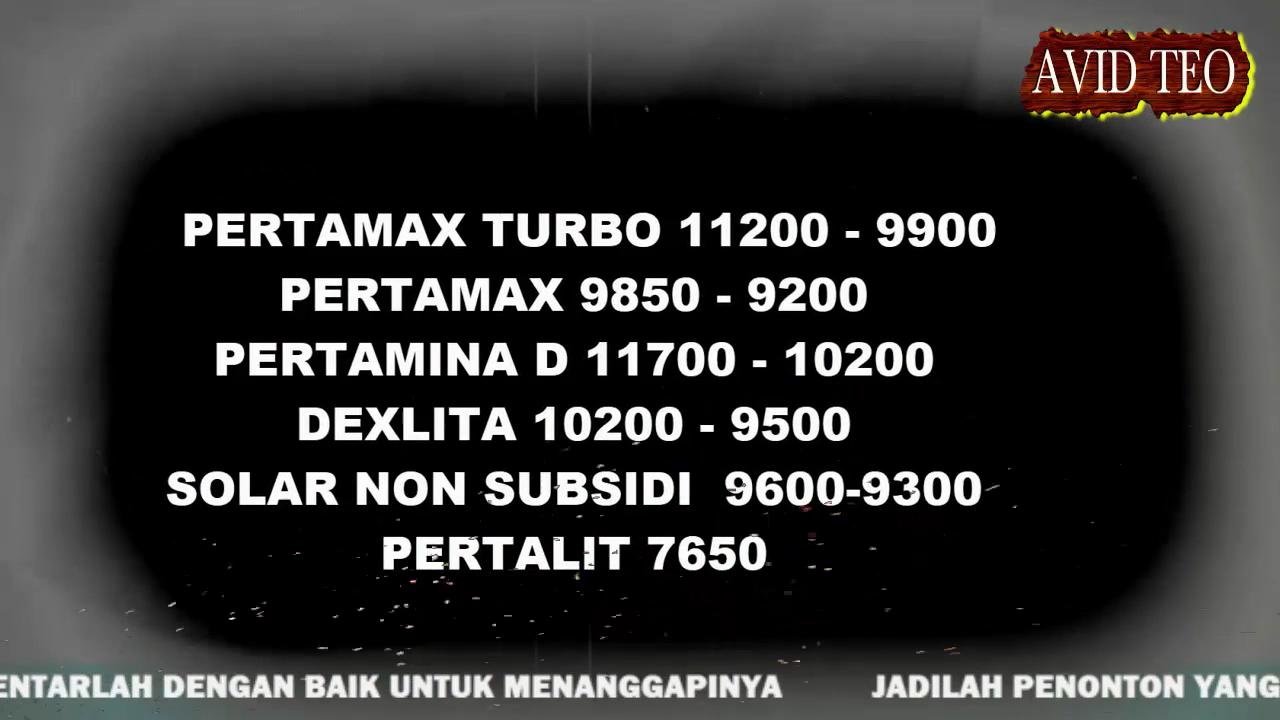 AVID TEO
PERTAMAX TURBO 11200 - 9900
PERTAMAX 9850 - 9200
PERTAMINA D 11700 - 10200
DEXLITA 10200 - 9500
SOLAR NON SUBSIDI 9600-9300
PERTALIT 7650
ENTARLAH DENGAN BAIK UNTUK MENANGGAPINYA JADILAH PENONTON YANG